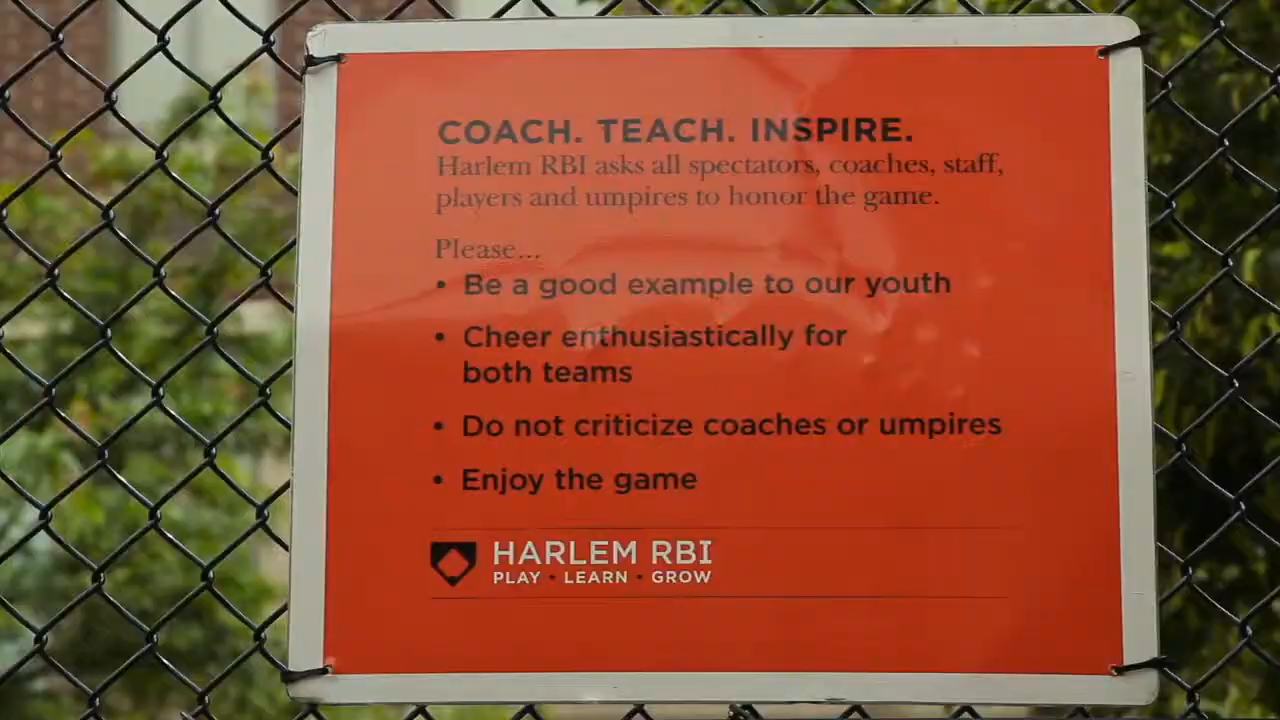 COACH. TEACH. INSPIRE.
Harlem RBI asks all spectators, coaches, staff,
players and umpires to honor the game.
Please...
• Be a good example to our youth
• Cheer enthusiastically for
both teams
• Do not criticize coaches or umpires
• Enjoy the game
HARLEM RBI
PLAY • LEARN • GROW